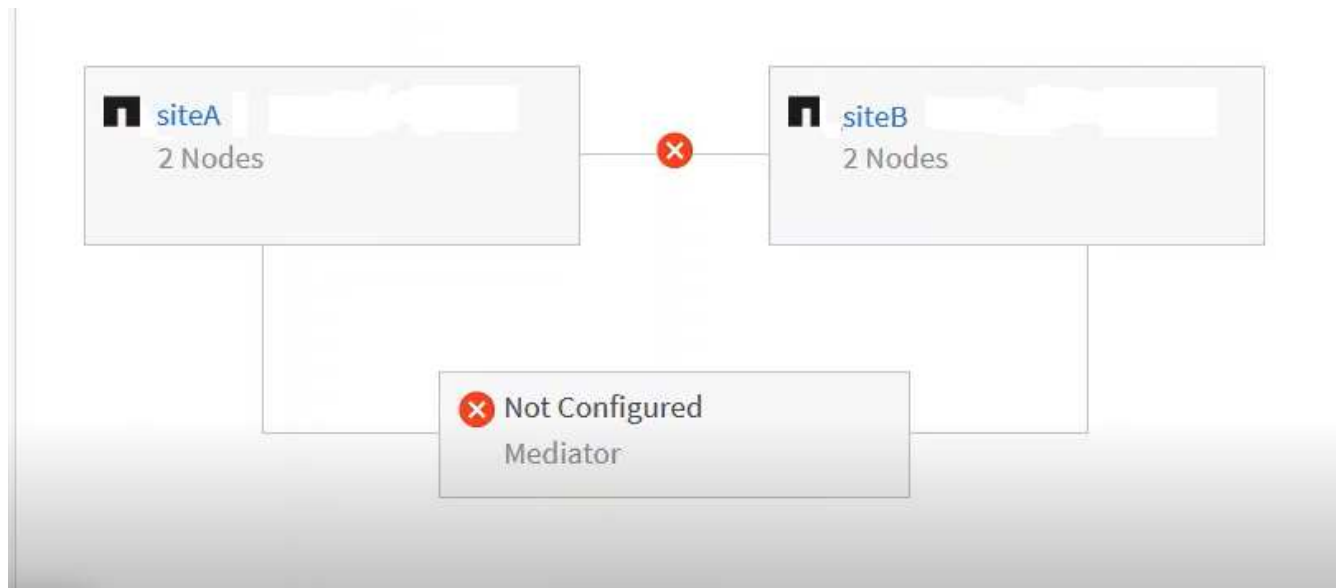 siteA
2 Nodes
siteB
2 Nodes
Not Configured
Mediator